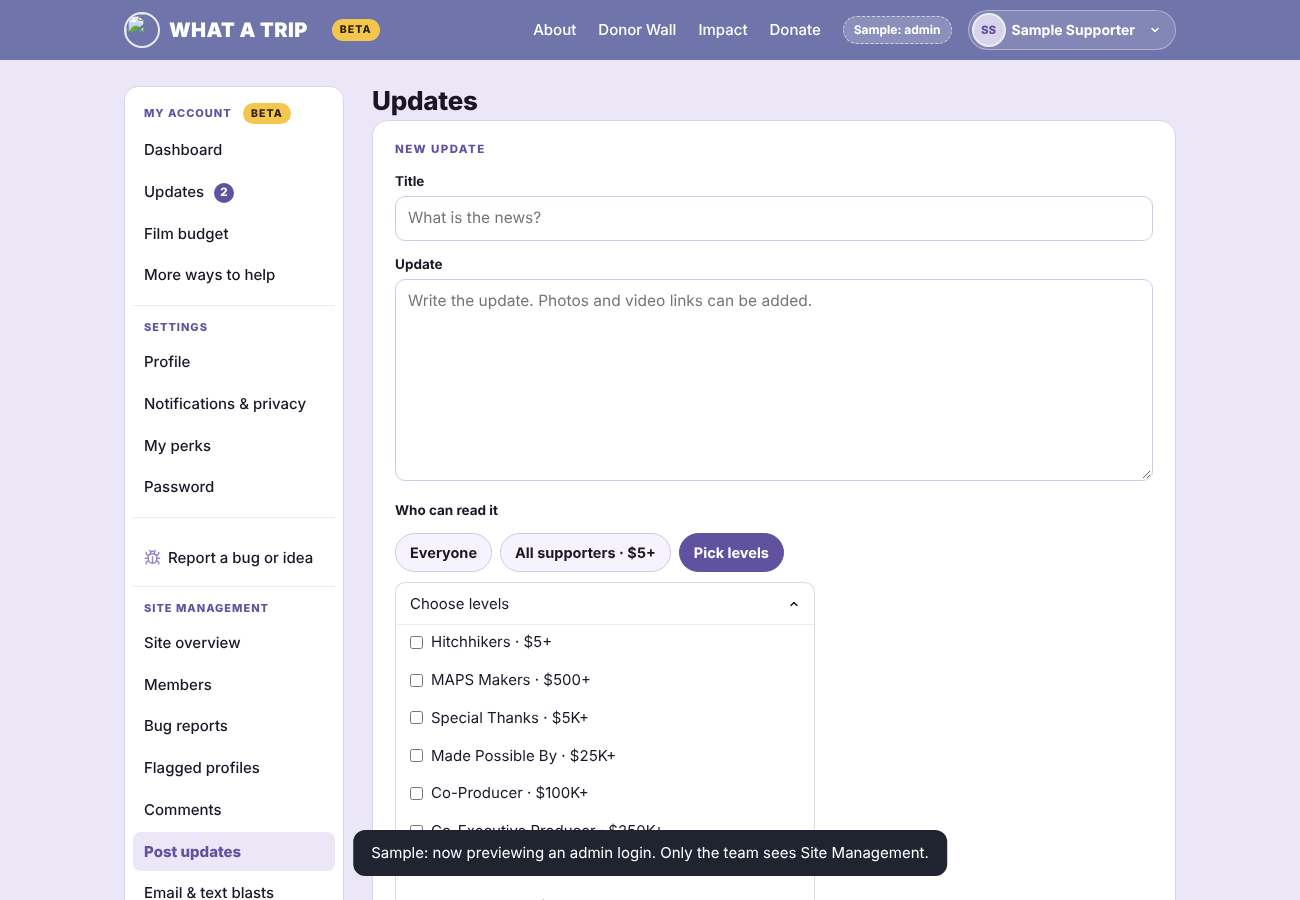 WHAT A TRIP BETA
About Donor Wall Impact Donate Sample: admin SS Sample Supporter
MY ACCOUNT BETA
Dashboard
Updates 2
Film budget
More ways to help
SETTINGS
Profile
Notifications & privacy
My perks
Password
Report a bug or idea
SITE MANAGEMENT
Site overview
Members
Bug reports
Flagged profiles
Comments
Post updates
Email & text blasts
Updates
NEW UPDATE
Title
What is the news?
Update
Write the update. Photos and video links can be added.
Who can read it
Everyone All supporters · $5+ Pick levels
Choose levels
Hitchhikers · $5+
MAPS Makers · $500+
Special Thanks · $5K+
Made Possible By · $25K+
Co-Producer · $100K+
Co-Executive Producer · $250K+
Sample: now previewing an admin login. Only the team sees Site Management.